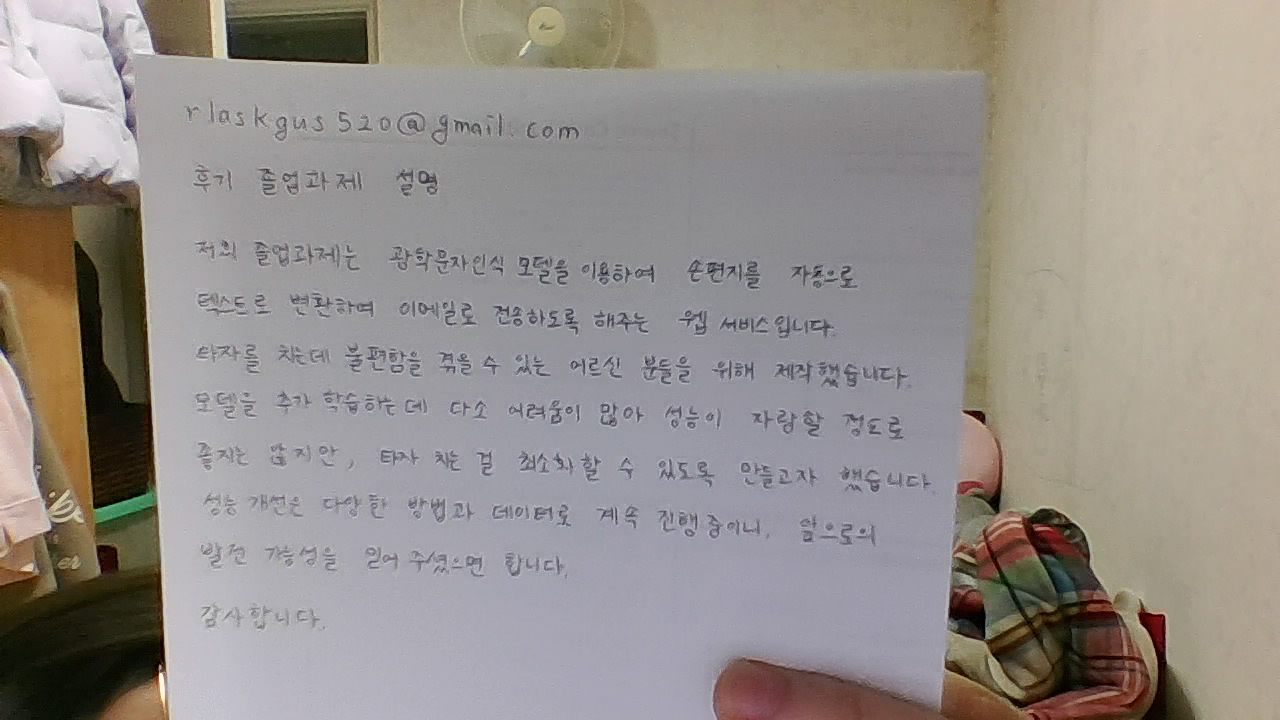 rlaskgus520@gmail.com
후기 졸업과제 설명
저희 졸업과제는 광학문자인식 모델을 이용하여 손편지를 자동으로
텍스트로 변환하여 이메일로 전송하도록 해주는 웹 서비스입니다.
타자를 치는데 불편함을 겪을 수 있는 어르신 분들을 위해 제작했습니다.
모델을 추가 학습하는데 다소 어려움이 많아 성능이 자랑할 정도로
좋지는 않지만, 타자 치는 걸 최소화할 수 있도록 만들고자 했습니다.
성능 개선은 다양한 방법과 데이터로 계속 진행중이니, 앞으로의
발전 가능성을 믿어 주셨으면 합니다.
감사합니다.